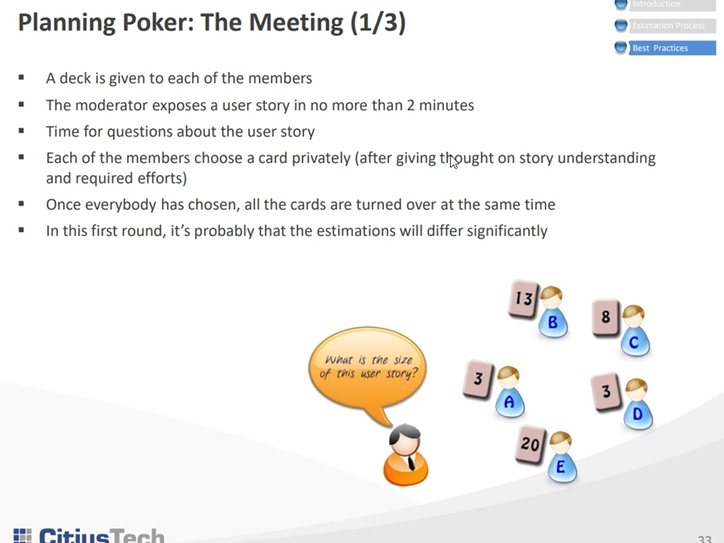 Planning Poker: The Meeting (1/3)
Introduction
Estimation Process
Best Practices
▪ A deck is given to each of the members
▪ The moderator exposes a user story in no more than 2 minutes
▪ Time for questions about the user story
▪ Each of the members choose a card privately (after giving thought on story understanding
and required efforts)
▪ Once everybody has chosen, all the cards are turned over at the same time
▪ In this first round, it's probably that the estimations will differ significantly
13
B
8
C
What is the size
of this user story?
3
A
3
D
20
E
CitiusTech
33